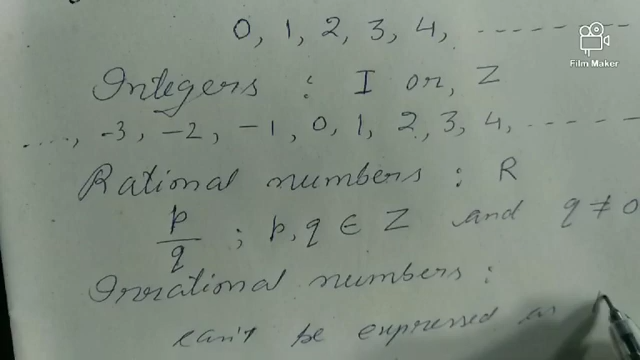 0, 1, 2, 3, 4, ---------
Film Maker
Integers : I or, Z
...., -3, -2, -1, 0, 1, 2, 3, 4, -------
Rational numbers : R
p/q ; p, q ∈ Z and q ≠ 0
Irrational numbers :
can't be expressed as